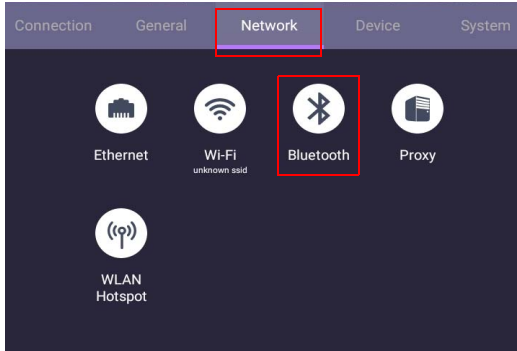 Connection General Network Device System
Ethernet Wi-Fi Bluetooth Proxy
unknown ssid
WLAN
Hotspot